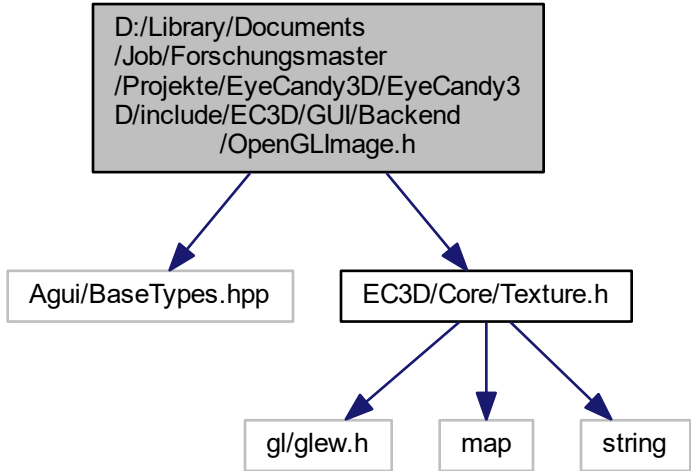 D:/Library/Documents
/Job/Forschungsmaster
/Projekte/EyeCandy3D/EyeCandy3
D/include/EC3D/GUI/Backend
/OpenGLImage.h
Agui/BaseTypes.hpp
EC3D/Core/Texture.h
gl/glew.h
map
string